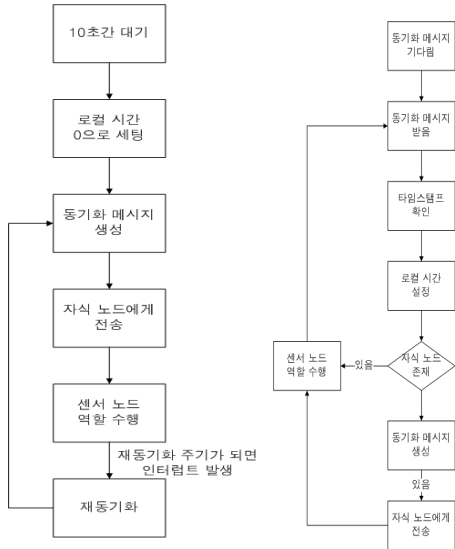 10초간 대기
로컬 시간
0으로 세팅
동기화 메시지
생성
자식 노드에게
전송
센서 노드
역할 수행
재동기화 주기가 되면
인터럽트 발생
재동기화
동기화 메시지
기다림
동기화 메시지
받음
타임스탬프
확인
로컬 시간
설정
자식 노드
존재
있음
센서 노드
역할 수행
동기화 메시지
생성
있음
자식 노드에게
전송